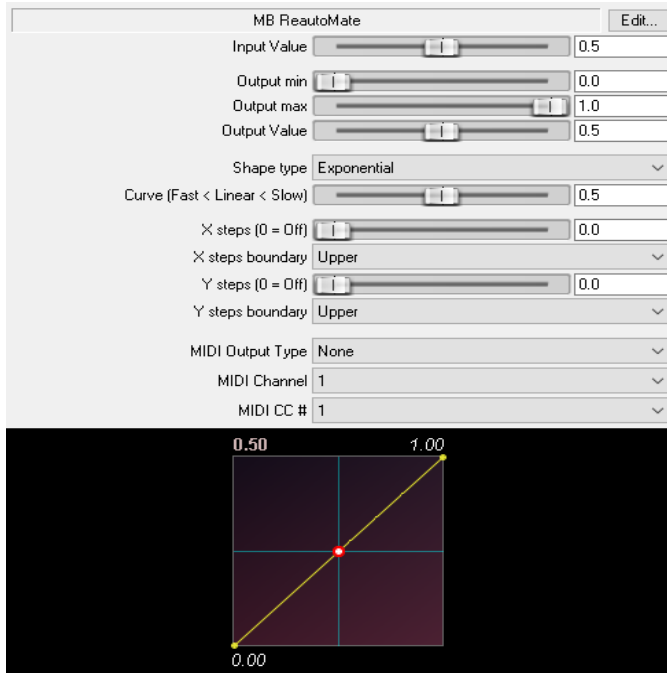 MB ReautoMate Edit...
Input Value 0.5
Output min 0.0
Output max 1.0
Output Value 0.5
Shape type Exponential
Curve (Fast < Linear < Slow) 0.5
X steps (0 = Off) 0.0
X steps boundary Upper
Y steps (0 = Off) 0.0
Y steps boundary Upper
MIDI Output Type None
MIDI Channel 1
MIDI CC # 1
0.50 1.00
0.00